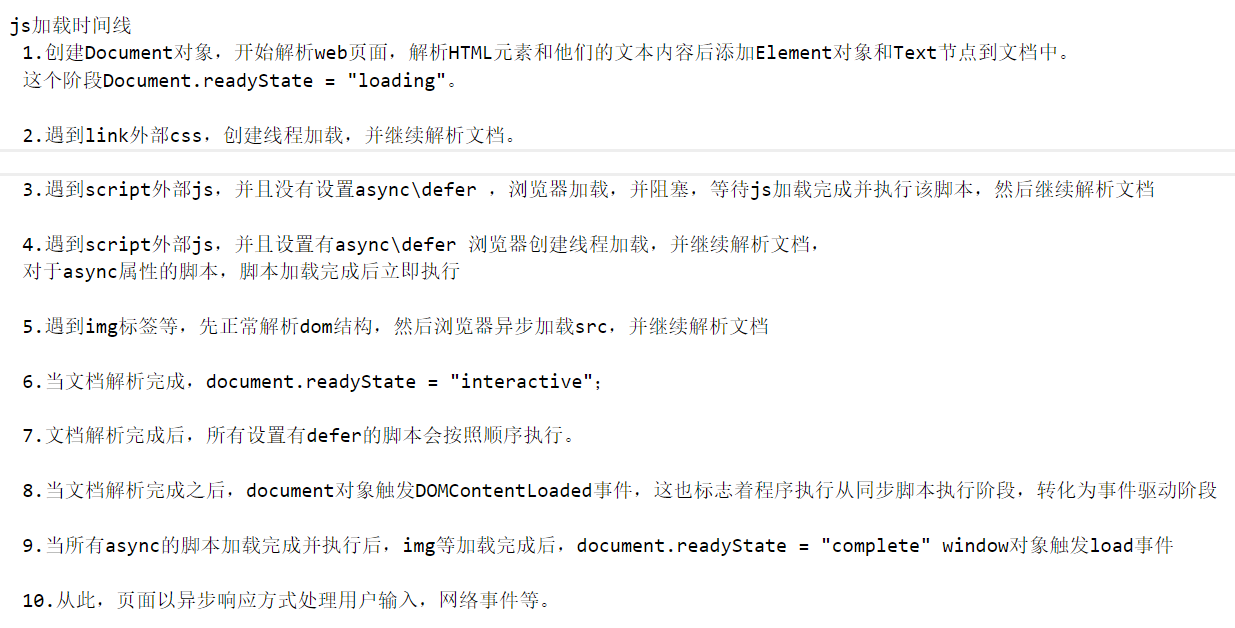 js加载时间线
1.创建Document对象，开始解析web页面，解析HTML元素和他们的文本内容后添加Element对象和Text节点到文档中。
这个阶段Document.readyState = "loading"。
2.遇到link外部css，创建线程加载，并继续解析文档。
3.遇到script外部js，并且没有设置async\defer ，浏览器加载，并阻塞，等待js加载完成并执行该脚本，然后继续解析文档
4.遇到script外部js，并且设置有async\defer 浏览器创建线程加载，并继续解析文档，
对于async属性的脚本，脚本加载完成后立即执行
5.遇到img标签等，先正常解析dom结构，然后浏览器异步加载src，并继续解析文档
6.当文档解析完成，document.readyState = "interactive"；
7.文档解析完成后，所有设置有defer的脚本会按照顺序执行。
8.当文档解析完成之后，document对象触发DOMContentLoaded事件，这也标志着程序执行从同步脚本执行阶段，转化为事件驱动阶段
9.当所有async的脚本加载完成并执行后，img等加载完成后，document.readyState = "complete" window对象触发load事件
10.从此，页面以异步响应方式处理用户输入，网络事件等。